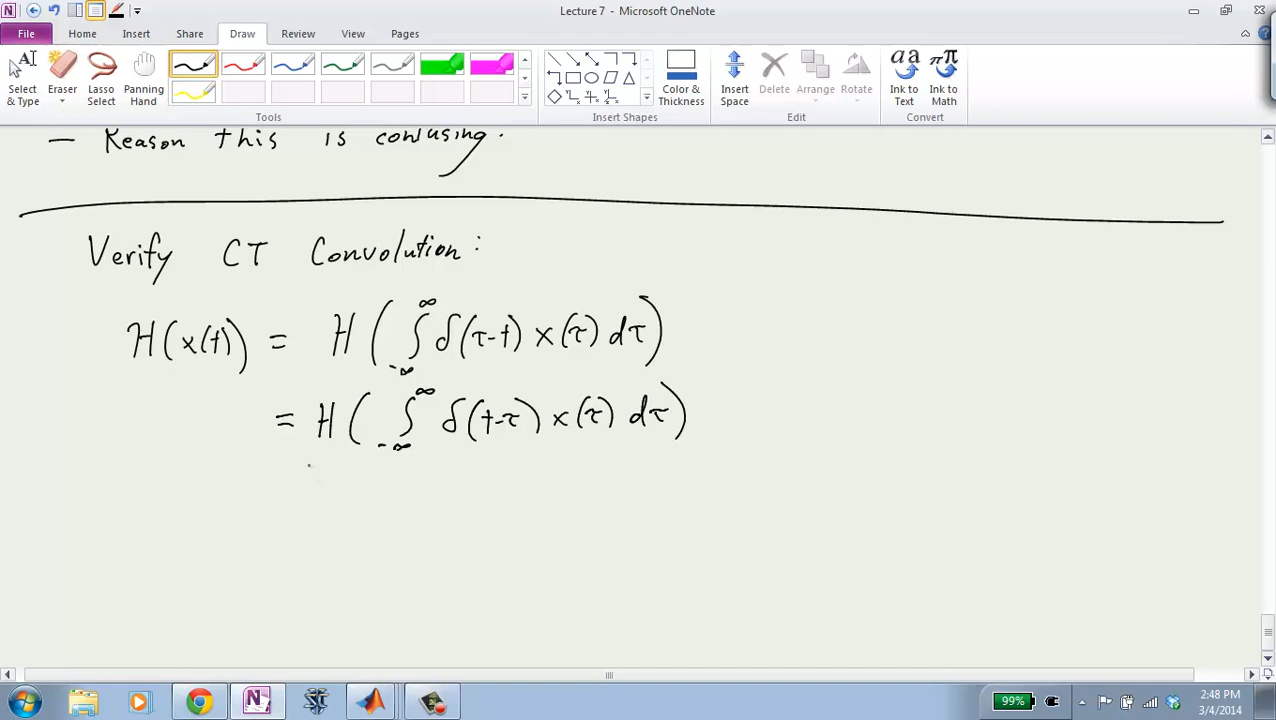 Lecture 7 - Microsoft OneNote
File Home Insert Share Draw Review View Pages
Select & Type
Eraser
Lasso Select
Panning Hand
Color & Thickness
Insert Space
Delete
Arrange
Rotate
Ink to Text
Ink to Math
Tools Insert Shapes Edit Convert
— Reason this is confusing.
Verify CT Convolution:
H(x(t)) = H( ∫_{-∞}^{∞} δ(τ-t) x(τ) dτ )
= H( ∫_{-∞}^{∞} δ(t-τ) x(τ) dτ )
99%
2:48 PM
3/4/2014